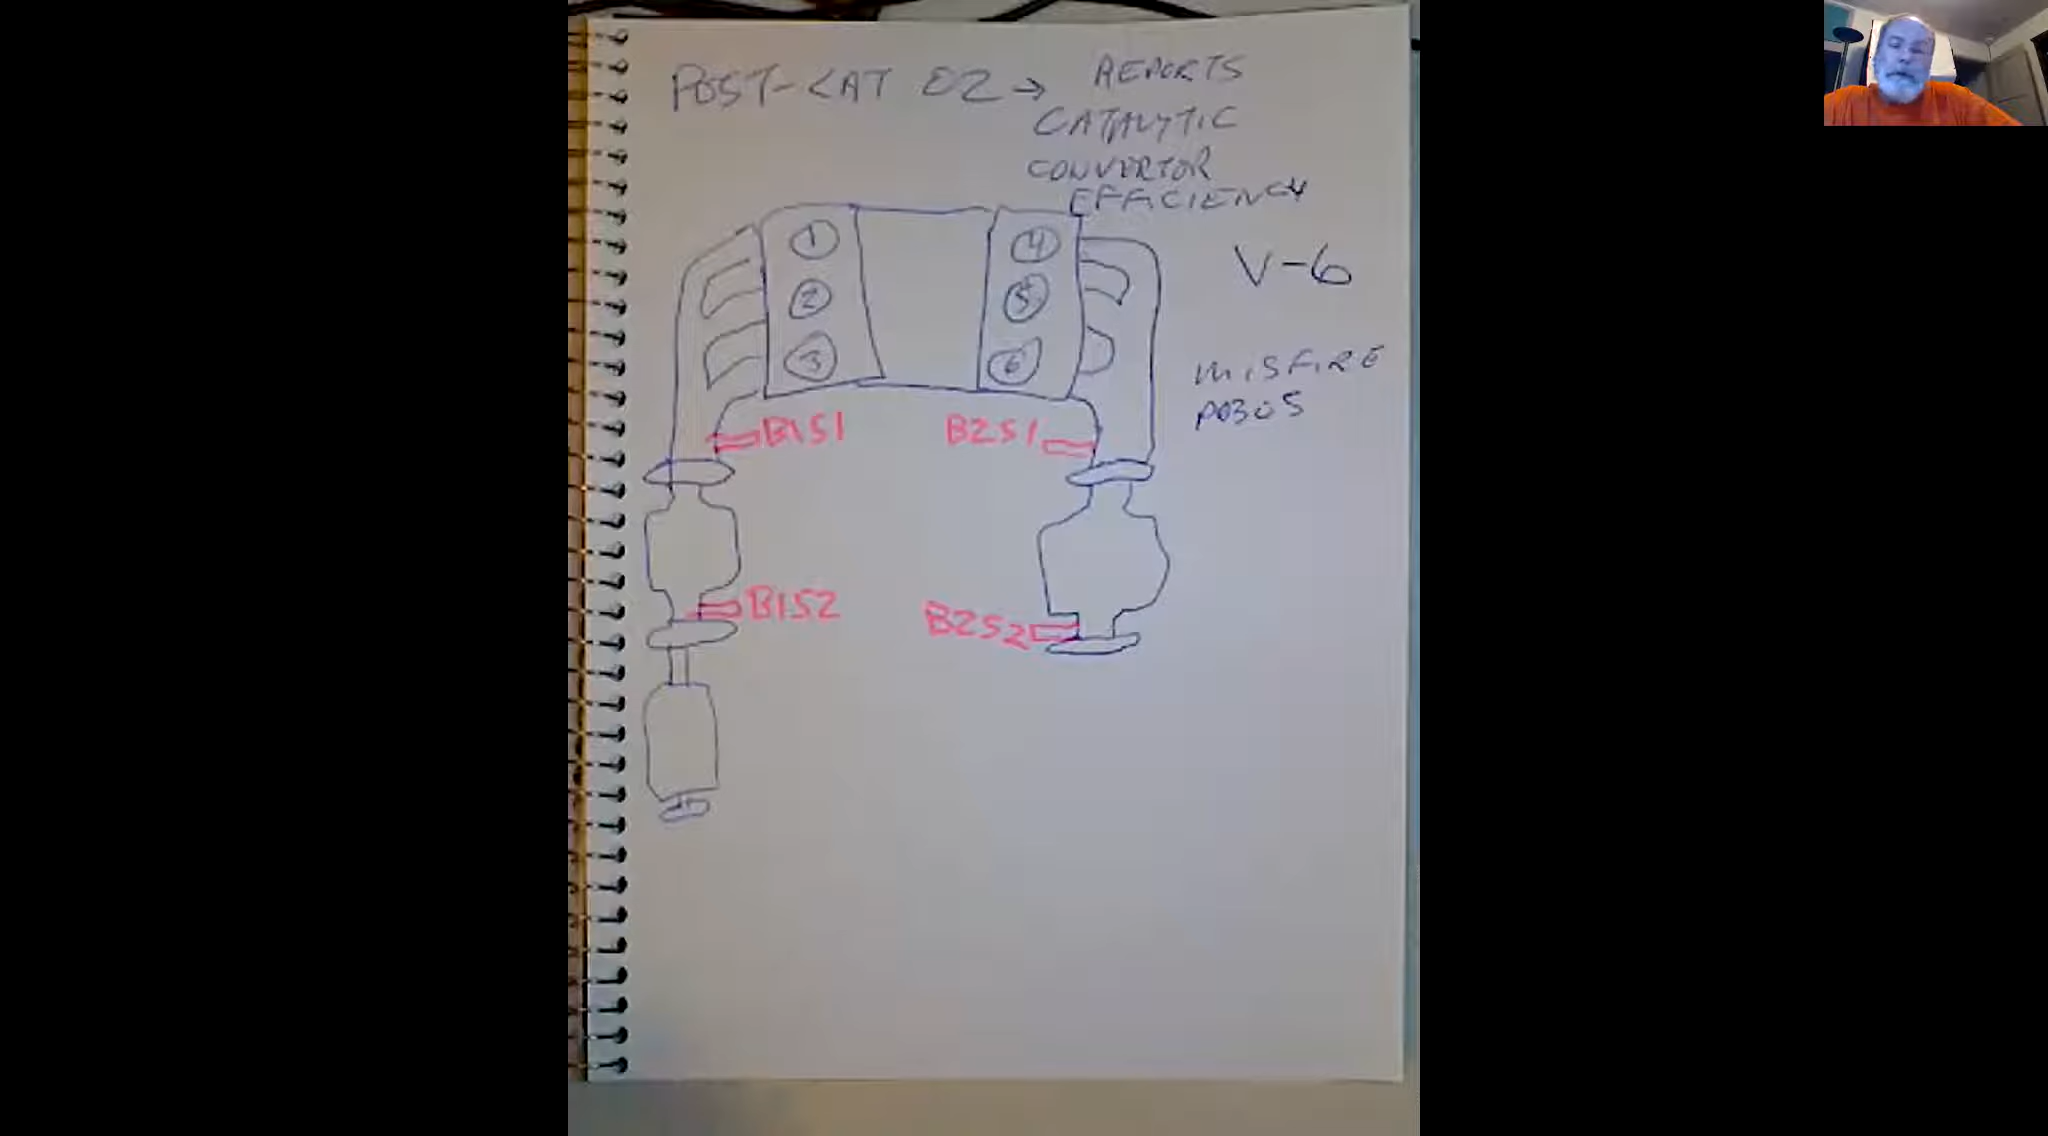 POST-CAT O2 → REPORTS
CATALYTIC
CONVERTOR
EFFICIENCY
1
4
V-6
2
5
3
6
MISFIRE
P0305
B1S1
B2S1
B1S2
B2S2